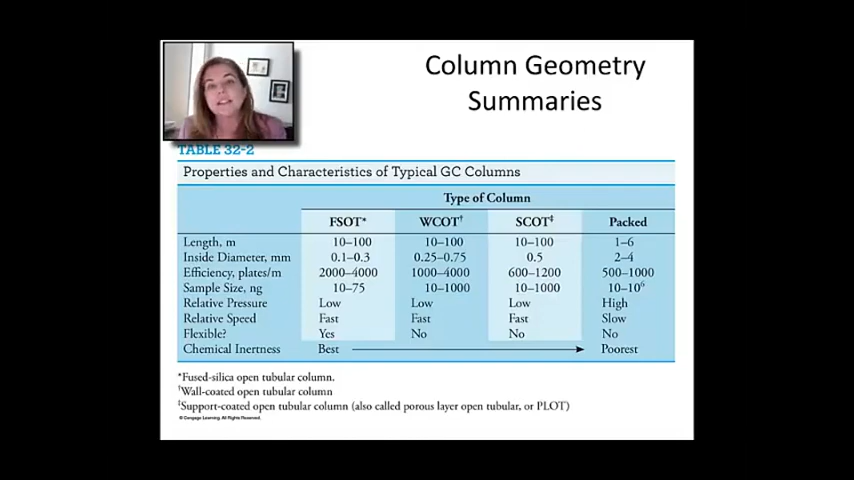 Column Geometry
Summaries
TABLE 32-2
Properties and Characteristics of Typical GC Columns
Type of Column
FSOT* WCOT† SCOT‡ Packed
Length, m 10–100 10–100 10–100 1–6
Inside Diameter, mm 0.1–0.3 0.25–0.75 0.5 2–4
Efficiency, plates/m 2000–4000 1000–4000 600–1200 500–1000
Sample Size, ng 10–75 10–1000 10–1000 10–10⁶
Relative Pressure Low Low Low High
Relative Speed Fast Fast Fast Slow
Flexible? Yes No No No
Chemical Inertness Best Poorest
*Fused-silica open tubular column.
†Wall-coated open tubular column
‡Support-coated open tubular column (also called porous layer open tubular, or PLOT)
© Cengage Learning. All Rights Reserved.